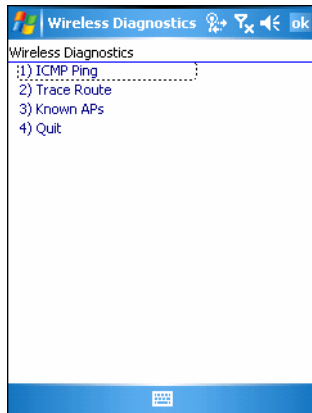 Wireless Diagnostics ok
Wireless Diagnostics
1) ICMP Ping
2) Trace Route
3) Known APs
4) Quit